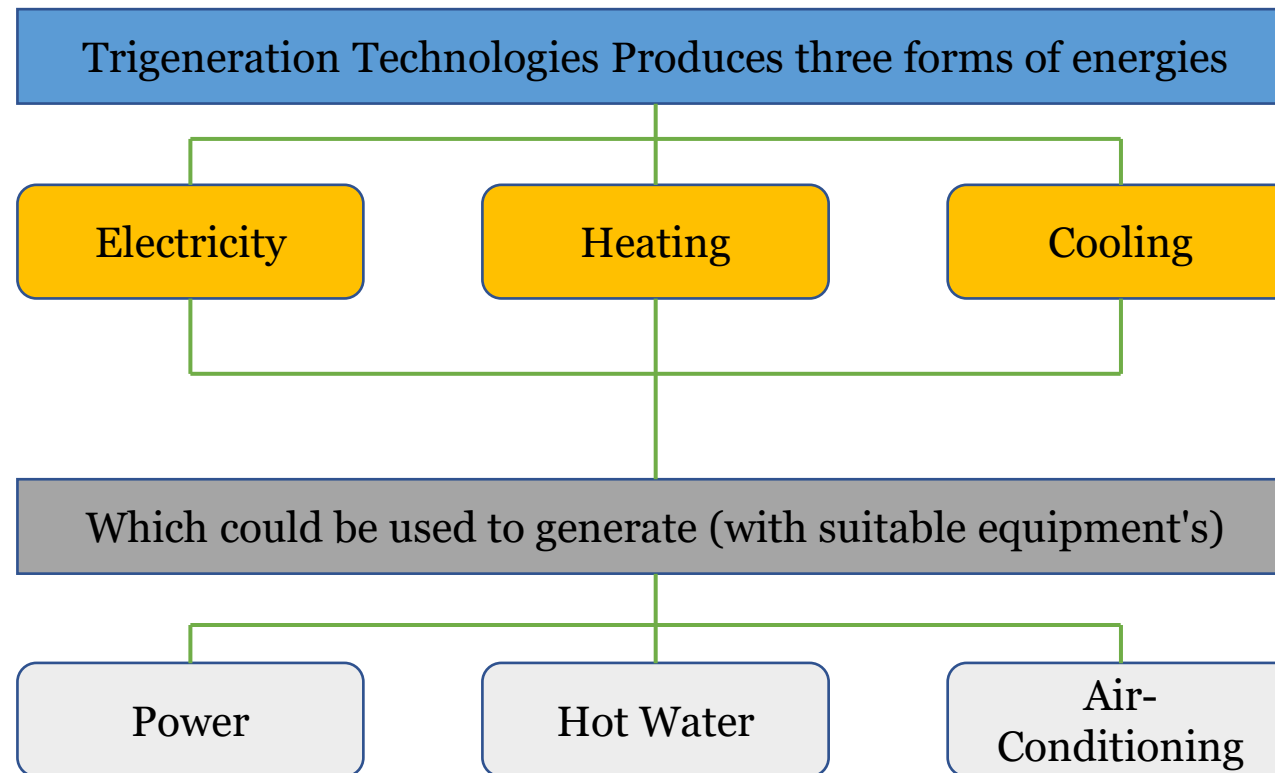 Trigeneration Technologies Produces three forms of energies
Electricity
Heating
Cooling
Which could be used to generate (with suitable equipment's)
Power
Hot Water
Air-
Conditioning